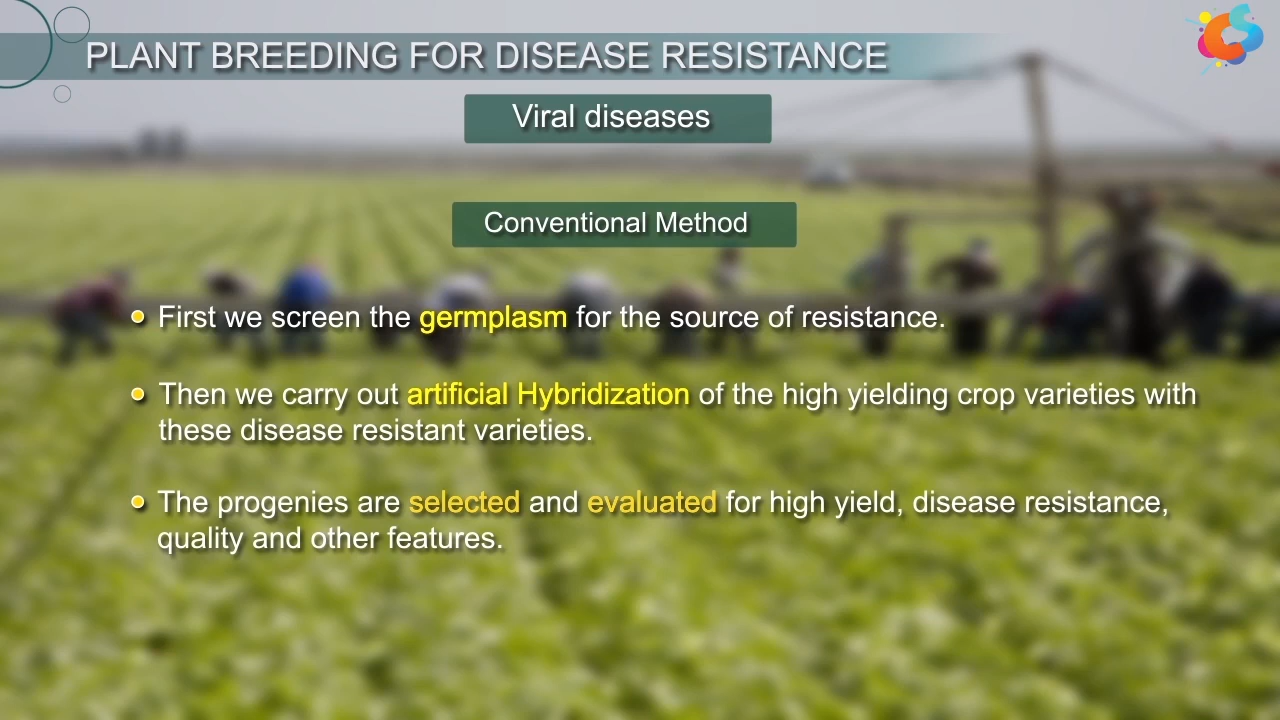 PLANT BREEDING FOR DISEASE RESISTANCE
Viral diseases
Conventional Method
First we screen the germplasm for the source of resistance.
Then we carry out artificial Hybridization of the high yielding crop varieties with
these disease resistant varieties.
The progenies are selected and evaluated for high yield, disease resistance,
quality and other features.